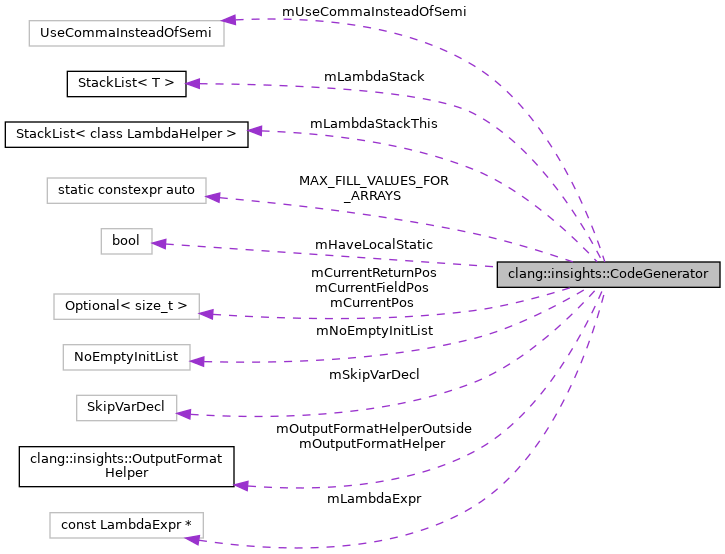 mUseCommaInsteadOfSemi
UseCommaInsteadOfSemi
mLambdaStack
StackList< T >
mLambdaStackThis
StackList< class LambdaHelper >
MAX_FILL_VALUES_FOR
_ARRAYS
static constexpr auto
mHaveLocalStatic
bool
clang::insights::CodeGenerator
mCurrentReturnPos
mCurrentFieldPos
mCurrentPos
Optional< size_t >
mNoEmptyInitList
NoEmptyInitList
mSkipVarDecl
SkipVarDecl
mOutputFormatHelperOutside
mOutputFormatHelper
clang::insights::OutputFormat
Helper
mLambdaExpr
const LambdaExpr *